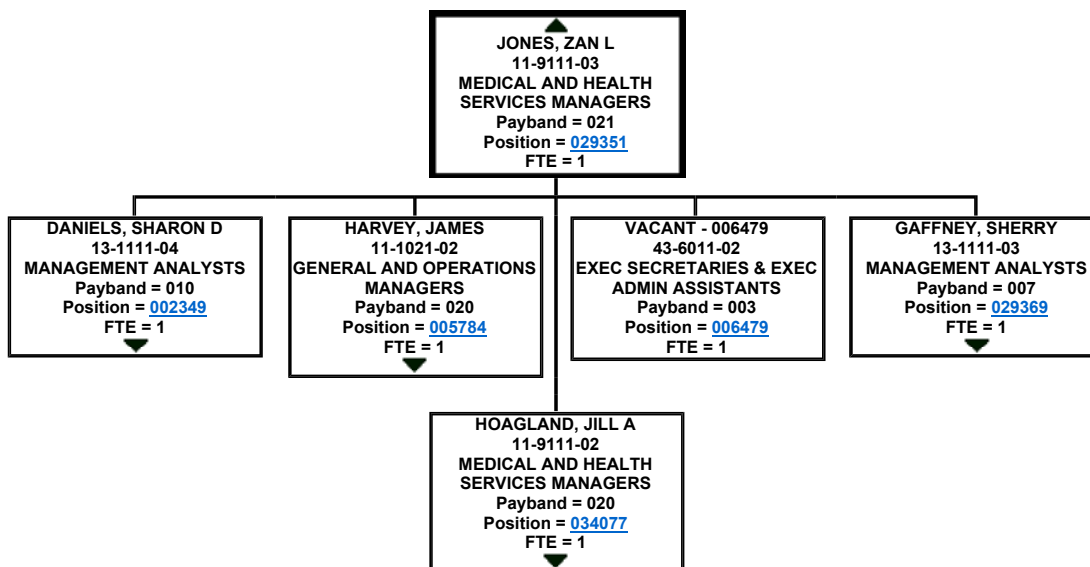 JONES, ZAN L
11-9111-03
MEDICAL AND HEALTH
SERVICES MANAGERS
Payband = 021
Position = 029351
FTE = 1
DANIELS, SHARON D
13-1111-04
MANAGEMENT ANALYSTS
Payband = 010
Position = 002349
FTE = 1
HARVEY, JAMES
11-1021-02
GENERAL AND OPERATIONS
MANAGERS
Payband = 020
Position = 005784
FTE = 1
VACANT - 006479
43-6011-02
EXEC SECRETARIES & EXEC
ADMIN ASSISTANTS
Payband = 003
Position = 006479
FTE = 1
GAFFNEY, SHERRY
13-1111-03
MANAGEMENT ANALYSTS
Payband = 007
Position = 029369
FTE = 1
HOAGLAND, JILL A
11-9111-02
MEDICAL AND HEALTH
SERVICES MANAGERS
Payband = 020
Position = 034077
FTE = 1